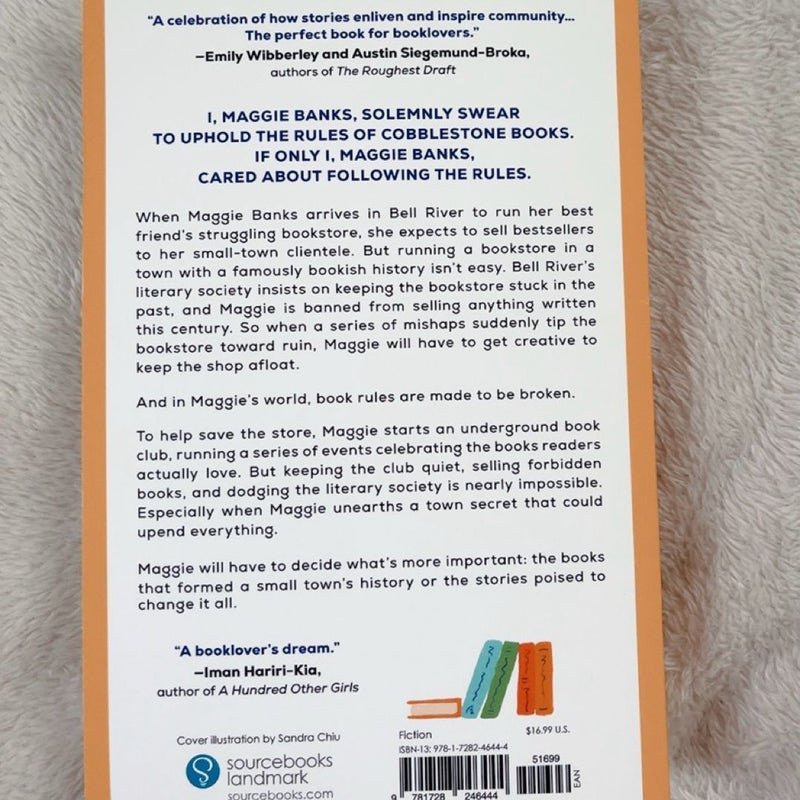 “A celebration of how stories enliven and inspire community...
The perfect book for booklovers.”
—Emily Wibberley and Austin Siegemund-Broka,
authors of The Roughest Draft
I, MAGGIE BANKS, SOLEMNLY SWEAR
TO UPHOLD THE RULES OF COBBLESTONE BOOKS.
IF ONLY I, MAGGIE BANKS,
CARED ABOUT FOLLOWING THE RULES.
When Maggie Banks arrives in Bell River to run her best
friend’s struggling bookstore, she expects to sell bestsellers
to her small-town clientele. But running a bookstore in a
town with a famously bookish history isn’t easy. Bell River’s
literary society insists on keeping the bookstore stuck in the
past, and Maggie is banned from selling anything written
this century. So when a series of mishaps suddenly tip the
bookstore toward ruin, Maggie will have to get creative to
keep the shop afloat.
And in Maggie’s world, book rules are made to be broken.
To help save the store, Maggie starts an underground book
club, running a series of events celebrating the books readers
actually love. But keeping the club quiet, selling forbidden
books, and dodging the literary society is nearly impossible.
Especially when Maggie unearths a town secret that could
upend everything.
Maggie will have to decide what’s more important: the books
that formed a small town’s history or the stories poised to
change it all.
“A booklover’s dream.”
—Iman Hariri-Kia,
author of A Hundred Other Girls
Cover illustration by Sandra Chiu
sourcebooks
landmark
sourcebooks.com
Fiction
$16.99 U.S.
ISBN-13: 978-1-7282-4644-4
51699
EAN
9 781728 246444